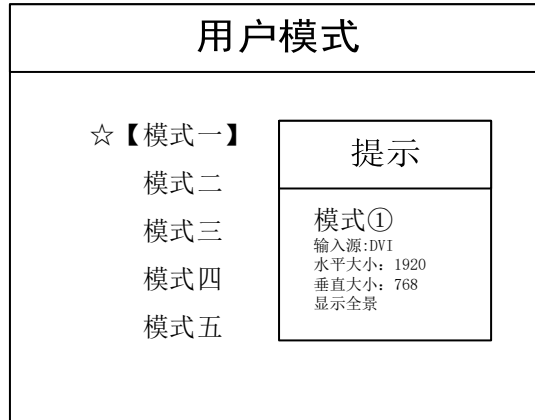 用户模式
☆【模式一】
模式二
模式三
模式四
模式五
提示
模式①
输入源:DVI
水平大小：1920
垂直大小：768
显示全景